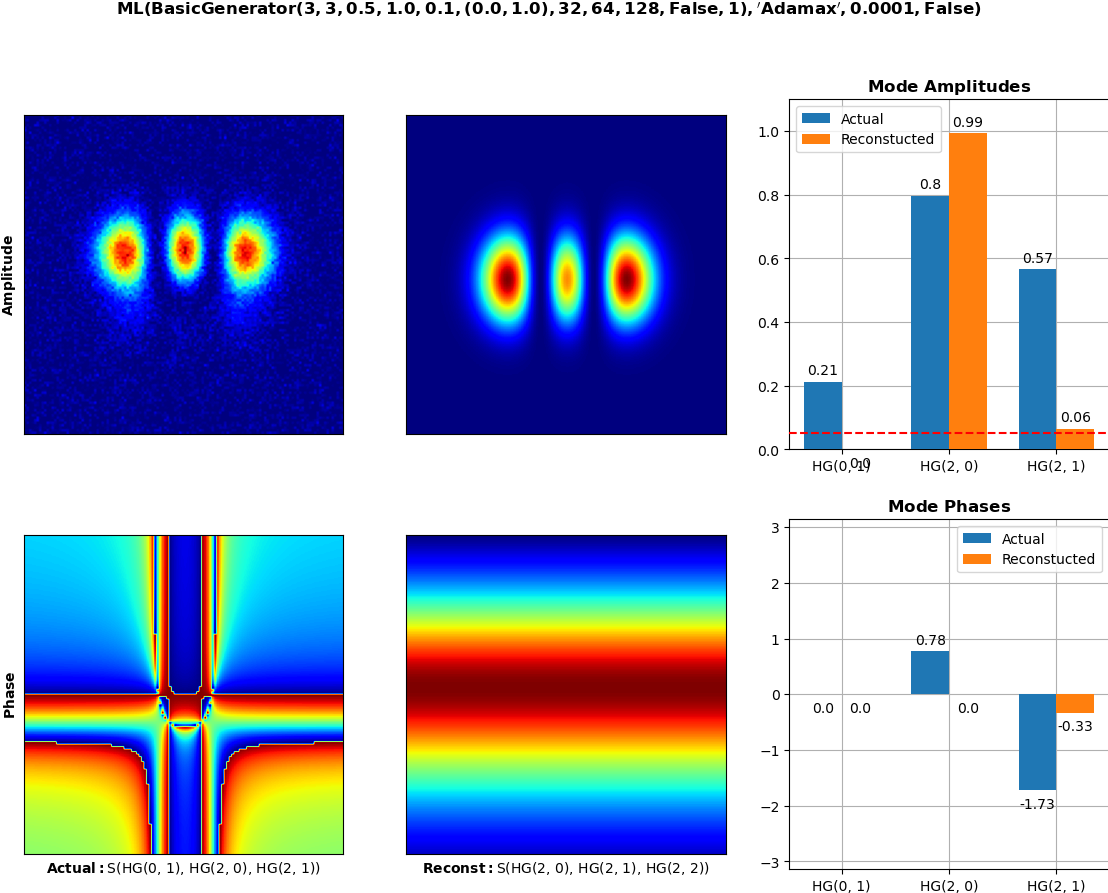 ML(BasicGenerator(3, 3, 0.5, 1.0, 0.1, (0.0, 1.0), 32, 64, 128, False, 1), ′Adamax′, 0.0001, False)
Amplitude
Mode Amplitudes
Actual
Reconstucted
1.0
0.8
0.6
0.4
0.2
0.0
0.21
0.0
0.8
0.99
0.57
0.06
HG(0, 1)
HG(2, 0)
HG(2, 1)
Phase
Actual: S(HG(0, 1), HG(2, 0), HG(2, 1))
Reconst: S(HG(2, 0), HG(2, 1), HG(2, 2))
Mode Phases
Actual
Reconstucted
3
2
1
0
−1
−2
−3
0.0
0.0
0.78
0.0
-1.73
-0.33
HG(0, 1)
HG(2, 0)
HG(2, 1)